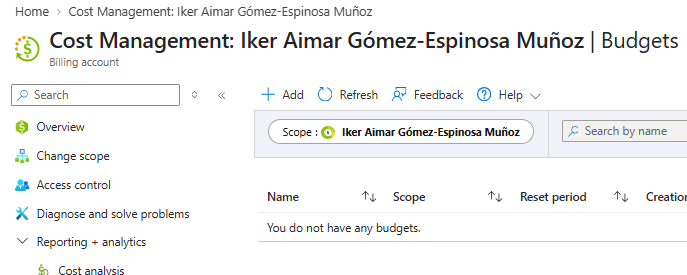 Home > Cost Management: Iker Aimar Gómez-Espinosa Muñoz >
Cost Management: Iker Aimar Gómez-Espinosa Muñoz | Budgets
Billing account
Search
Add Refresh Feedback Help
Overview
Scope : Iker Aimar Gómez-Espinosa Muñoz
Search by name
Change scope
Access control
Name Scope Reset period Creation
Diagnose and solve problems
You do not have any budgets.
Reporting + analytics
Cost analysis